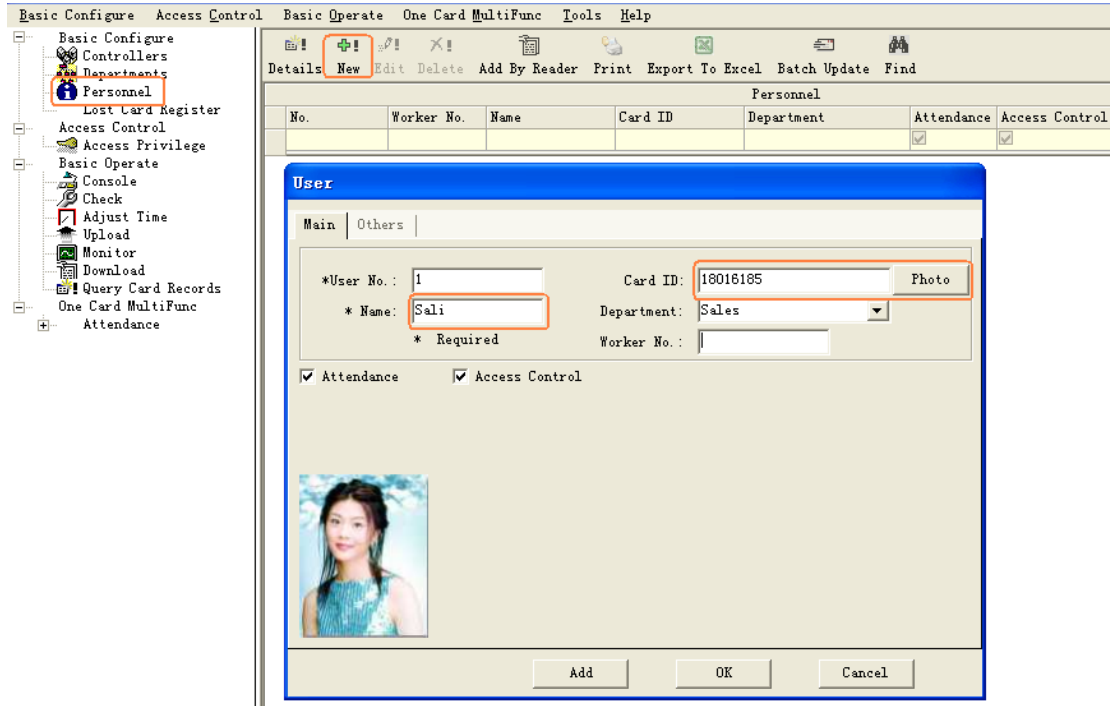 Basic Configure Access Control Basic Operate One Card MultiFunc Tools Help
Basic Configure
Controllers
Departments
Personnel
Lost Card Register
Access Control
Access Privilege
Basic Operate
Console
Check
Adjust Time
Upload
Monitor
Download
Query Card Records
One Card MultiFunc
Attendance
Details New Edit Delete Add By Reader Print Export To Excel Batch Update Find
Personnel
No. Worker No. Name Card ID Department Attendance Access Control
User
Main Others
*User No.: 1 Card ID: 18016185 Photo
* Name: Sali Department: Sales
* Required Worker No.:
Attendance Access Control
Add OK Cancel